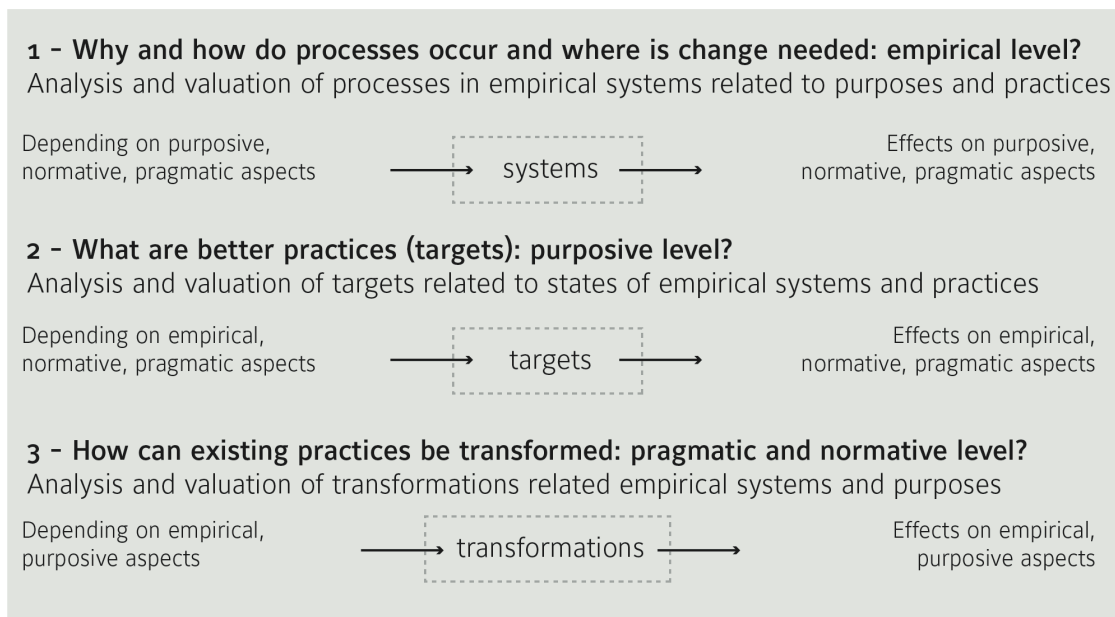 1 – Why and how do processes occur and where is change needed: empirical level?
Analysis and valuation of processes in empirical systems related to purposes and practices
Depending on purposive,
normative, pragmatic aspects
systems
Effects on purposive,
normative, pragmatic aspects
2 – What are better practices (targets): purposive level?
Analysis and valuation of targets related to states of empirical systems and practices
Depending on empirical,
normative, pragmatic aspects
targets
Effects on empirical,
normative, pragmatic aspects
3 – How can existing practices be transformed: pragmatic and normative level?
Analysis and valuation of transformations related empirical systems and purposes
Depending on empirical,
purposive aspects
transformations
Effects on empirical,
purposive aspects